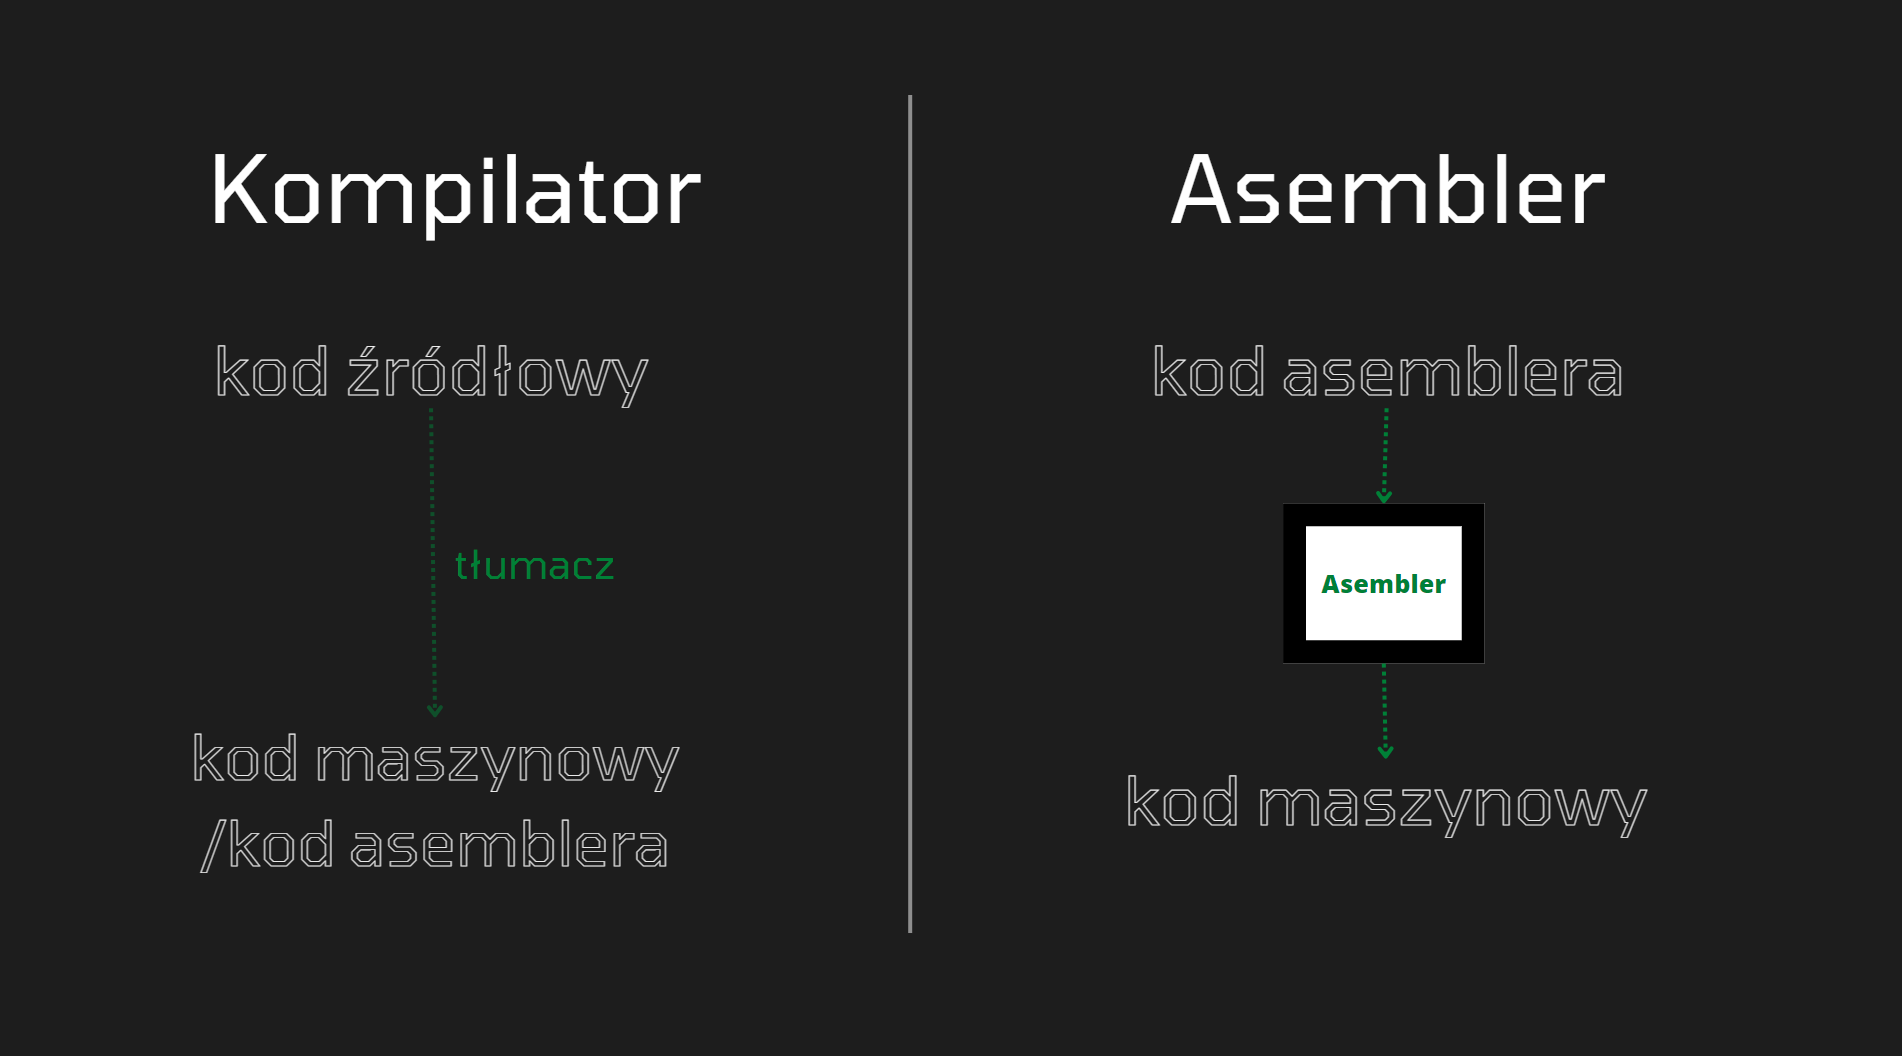 Kompilator
kod źródłowy
tłumacz
kod maszynowy
/kod asemblera
Asembler
kod asemblera
Asembler
kod maszynowy